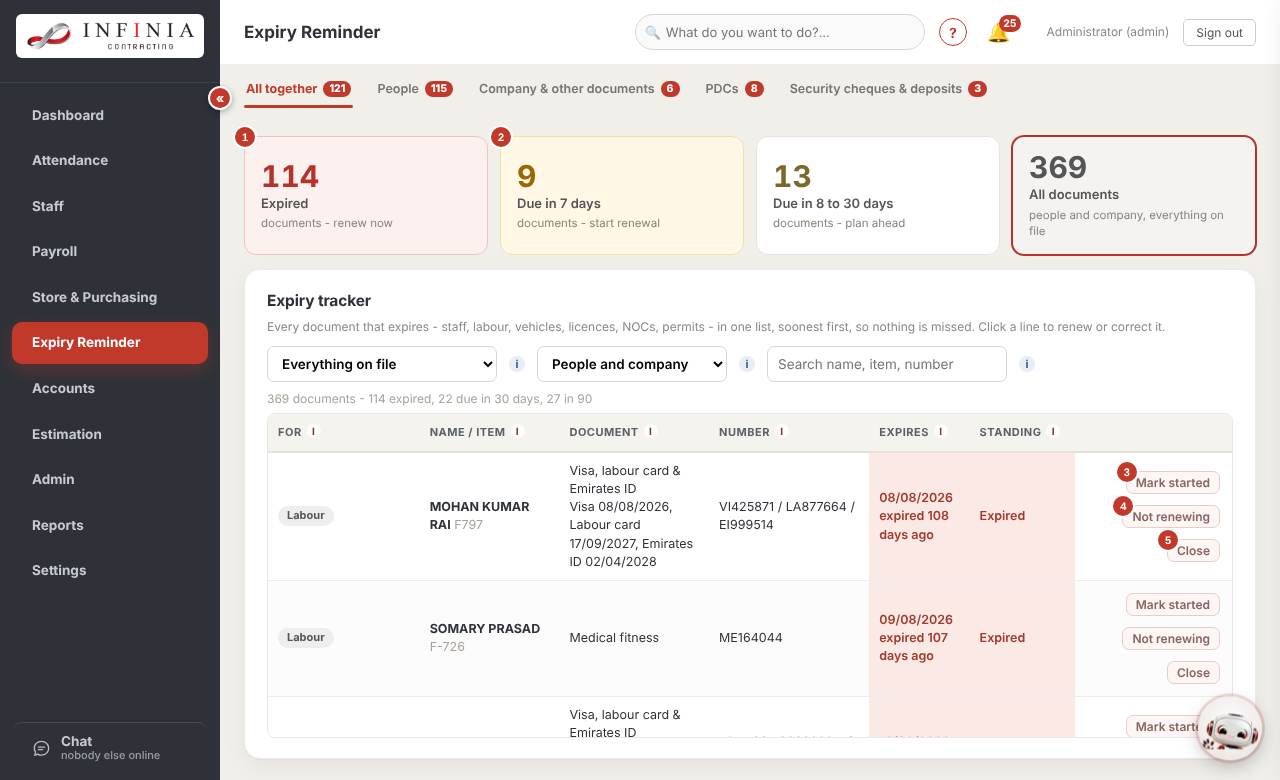 INFINIA
CONTRACTING
Expiry Reminder
What do you want to do?...
?
25
Administrator (admin)
Sign out
«
Dashboard
Attendance
Staff
Payroll
Store & Purchasing
Expiry Reminder
Accounts
Estimation
Admin
Reports
Settings
Chat
nobody else online
All together 121
People 115
Company & other documents 6
PDCs 8
Security cheques & deposits 3
1
114
Expired
documents - renew now
2
9
Due in 7 days
documents - start renewal
13
Due in 8 to 30 days
documents - plan ahead
369
All documents
people and company, everything on
file
Expiry tracker
Every document that expires - staff, labour, vehicles, licences, NOCs, permits - in one list, soonest first, so nothing is missed. Click a line to renew or correct it.
Everything on file
i
People and company
i
Search name, item, number
i
369 documents - 114 expired, 22 due in 30 days, 27 in 90
FOR I
NAME / ITEM I
DOCUMENT I
NUMBER I
EXPIRES I
STANDING I
Labour
MOHAN KUMAR
RAI F797
Visa, labour card &
Emirates ID
Visa 08/08/2026,
Labour card
17/09/2027, Emirates
ID 02/04/2028
VI425871 / LA877664 /
EI999514
08/08/2026
expired 108
days ago
Expired
3
Mark started
4
Not renewing
5
Close
Labour
SOMARY PRASAD
F-726
Medical fitness
ME164044
09/08/2026
expired 107
days ago
Expired
Mark started
Not renewing
Close
Visa, labour card &
Emirates ID